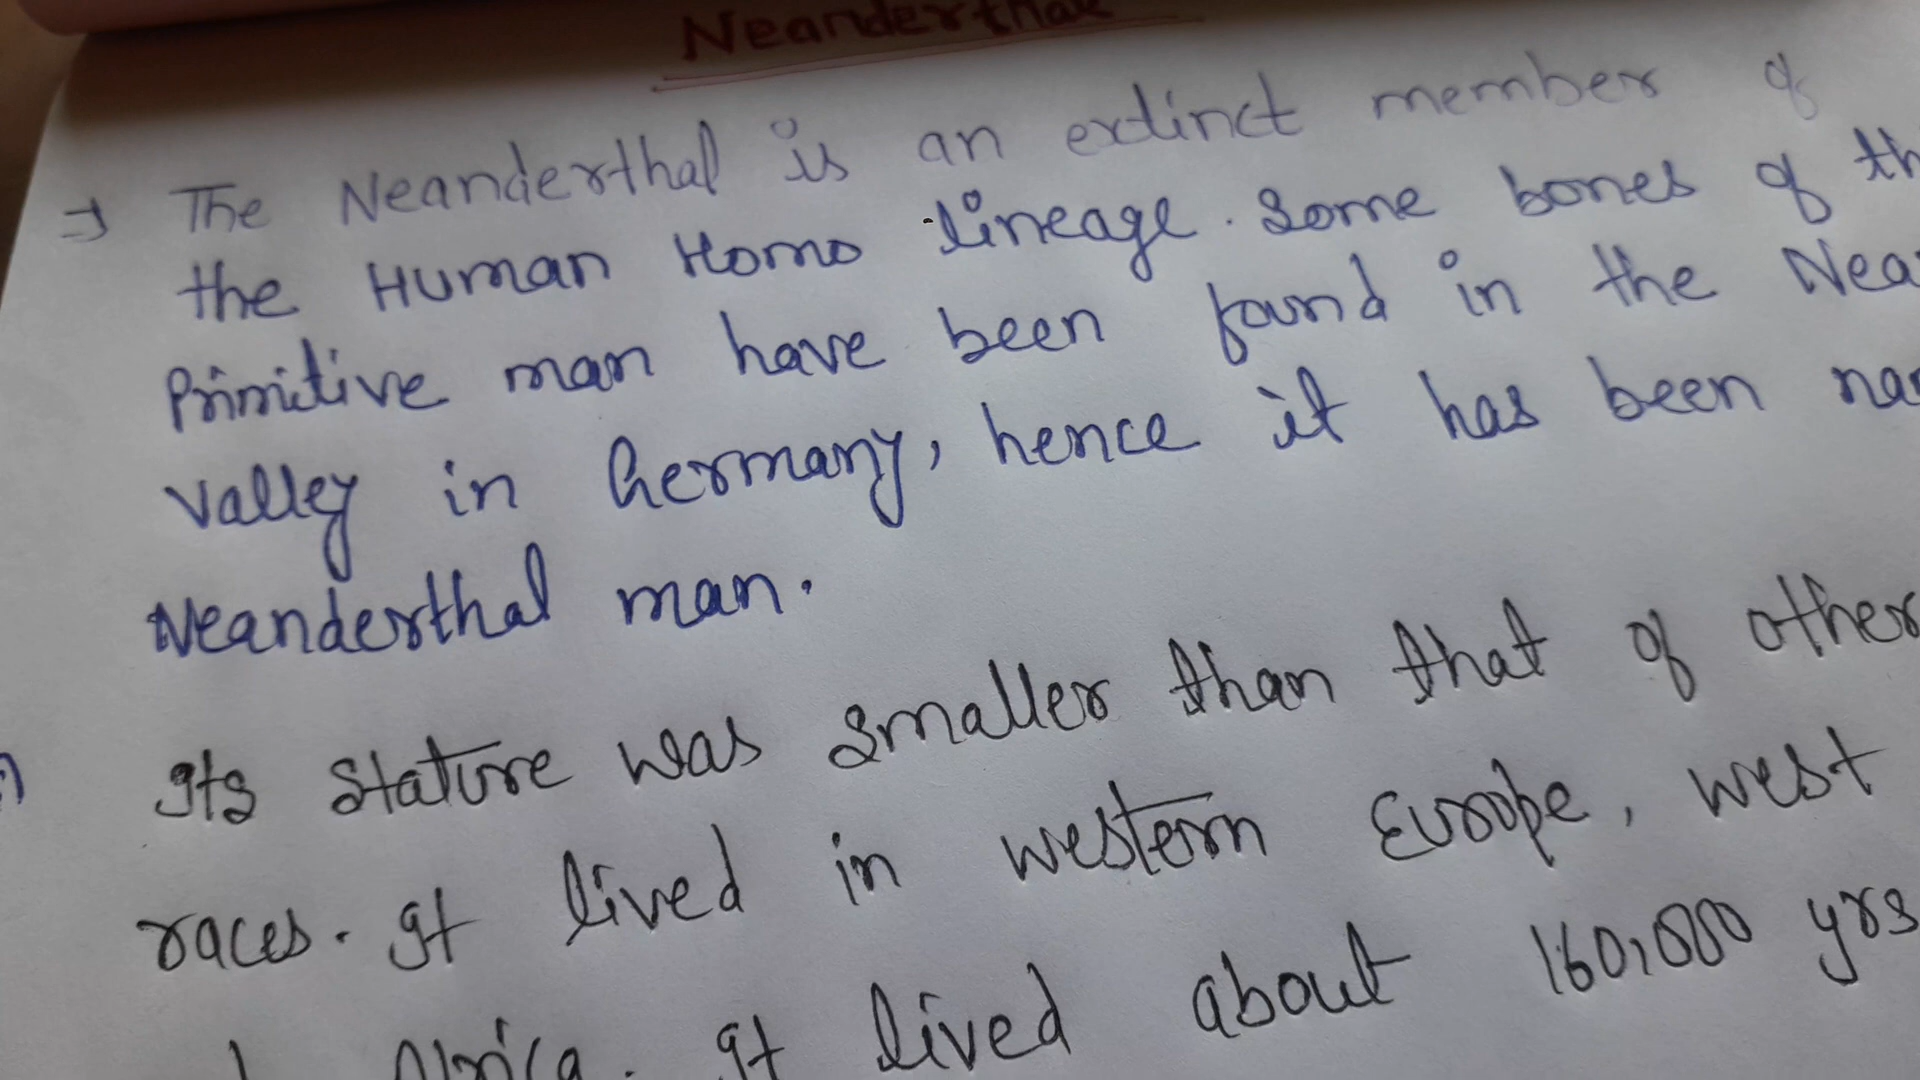 Neanderthal
⇒ The Neanderthal is an extinct member of
the Human Homo lineage. Some bones of th
Primitive man have been found in the Nea
valley in Germany, hence it has been na
Neanderthal man.
Its stature was smaller than that of other
races. It lived in western Europe, west
Africa. It lived about 160,000 yrs